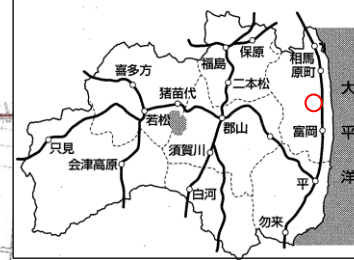 福島
保原
相馬
原町
喜多方
猪苗代
二本松
大平洋
若松
郡山
富岡
只見
会津高原
須賀川
白河
平
勿来